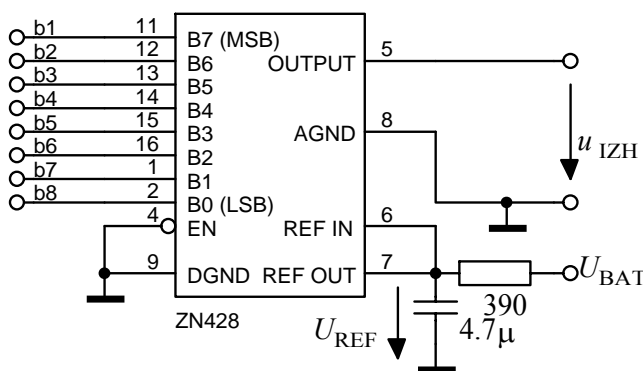 b1 11 B7 (MSB)
b2 12 B6 OUTPUT 5
b3 13 B5
b4 14 B4
b5 15 B3 AGND 8
b6 16 B2
b7 1 B1
b8 2 B0 (LSB)
4 EN REF IN 6
9 DGND REF OUT 7
ZN428
u IZH
UBAT
390
UREF
4.7µ